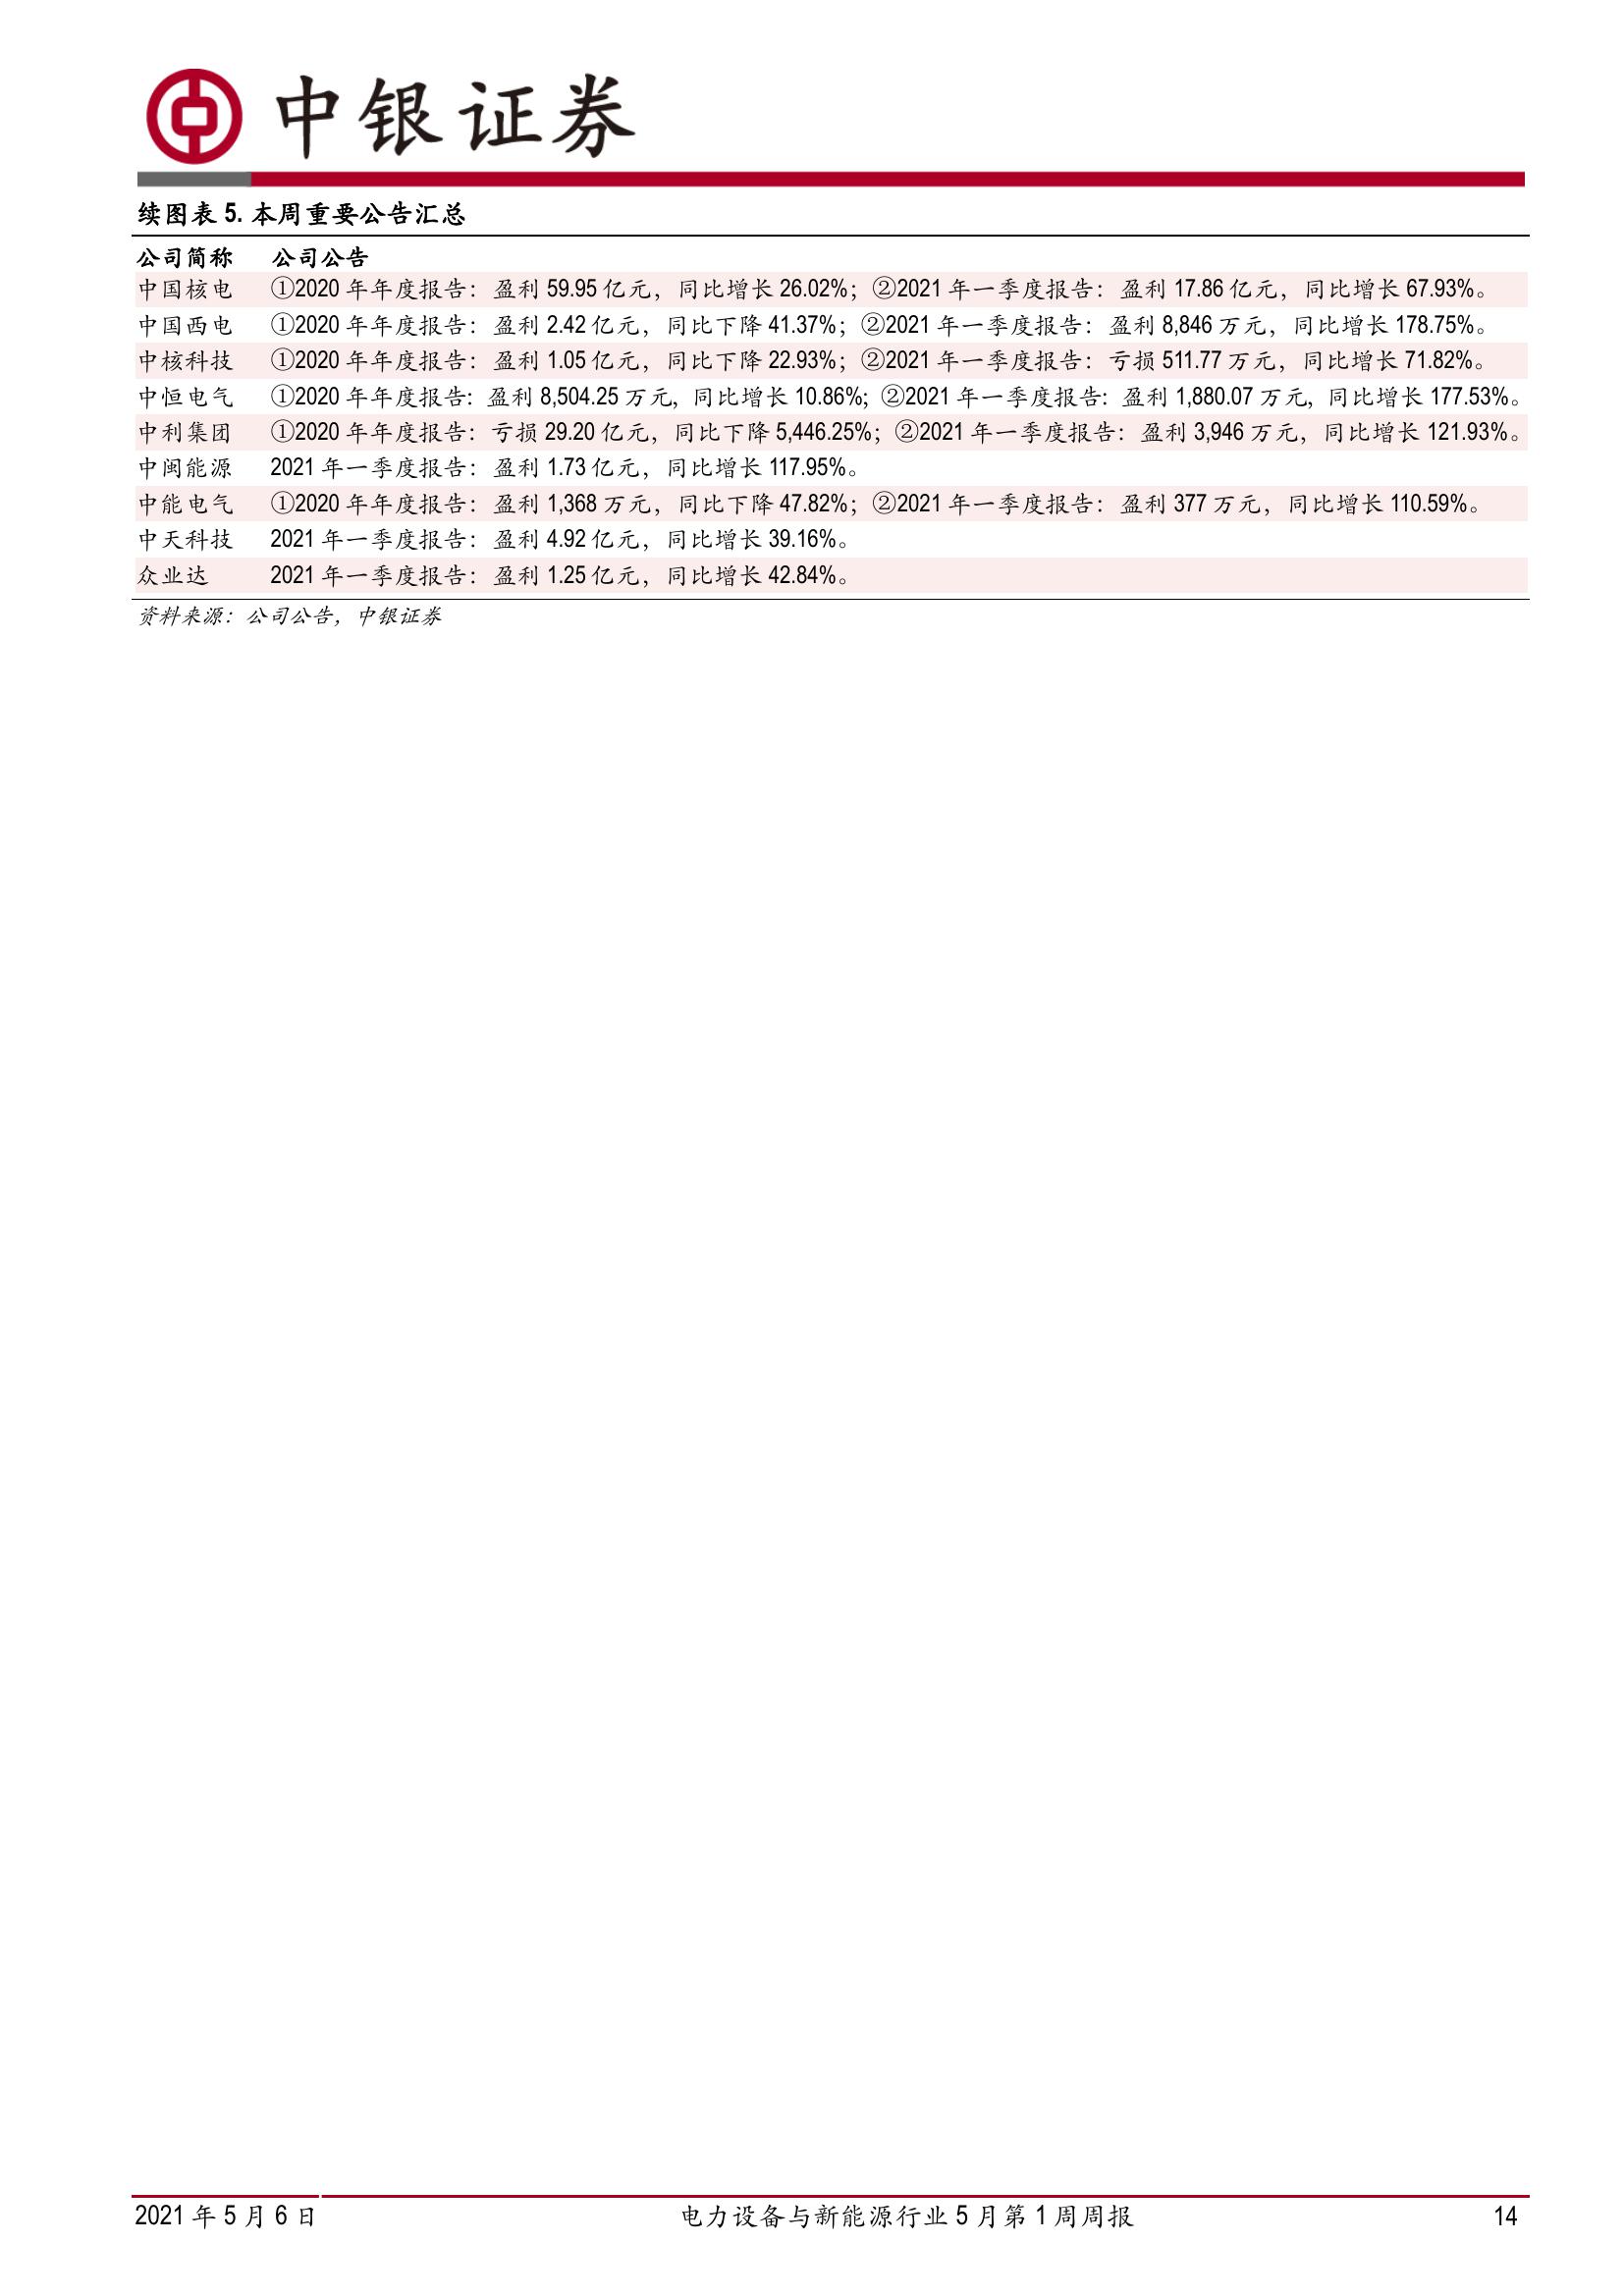 中银证券
续图表 5. 本周重要公告汇总
公司简称 公司公告
中国核电 ①2020 年年度报告：盈利 59.95 亿元，同比增长 26.02%；②2021 年一季度报告：盈利 17.86 亿元，同比增长 67.93%。
中国西电 ①2020 年年度报告：盈利 2.42 亿元，同比下降 41.37%；②2021 年一季度报告：盈利 8,846 万元，同比增长 178.75%。
中核科技 ①2020 年年度报告：盈利 1.05 亿元，同比下降 22.93%；②2021 年一季度报告：亏损 511.77 万元，同比增长 71.82%。
中恒电气 ①2020 年年度报告：盈利 8,504.25 万元，同比增长 10.86%；②2021 年一季度报告：盈利 1,880.07 万元，同比增长 177.53%。
中利集团 ①2020 年年度报告：亏损 29.20 亿元，同比下降 5,446.25%；②2021 年一季度报告：盈利 3,946 万元，同比增长 121.93%。
中闽能源 2021 年一季度报告：盈利 1.73 亿元，同比增长 117.95%。
中能电气 ①2020 年年度报告：盈利 1,368 万元，同比下降 47.82%；②2021 年一季度报告：盈利 377 万元，同比增长 110.59%。
中天科技 2021 年一季度报告：盈利 4.92 亿元，同比增长 39.16%。
众业达 2021 年一季度报告：盈利 1.25 亿元，同比增长 42.84%。
资料来源：公司公告，中银证券
2021 年 5 月 6 日 电力设备与新能源行业 5 月第 1 周周报 14